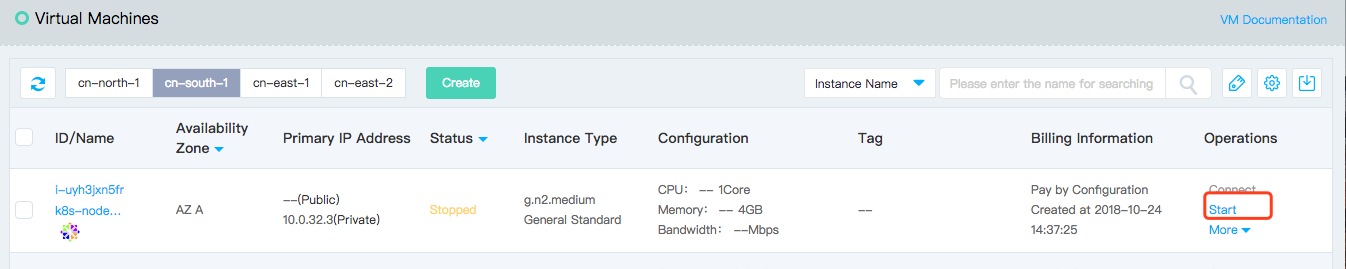 Virtual Machines
VM Documentation
cn-north-1 cn-south-1 cn-east-1 cn-east-2 Create Instance Name Please enter the name for searching
ID/Name Availability Zone Primary IP Address Status Instance Type Configuration Tag Billing Information Operations
i-uyh3jxn5fr
k8s-node...
AZ A
--(Public)
10.0.32.3(Private)
Stopped
g.n2.medium
General Standard
CPU: -- 1Core
Memory: -- 4GB
Bandwidth: --Mbps
--
Pay by Configuration
Created at 2018-10-24
14:37:25
Connect
Start
More